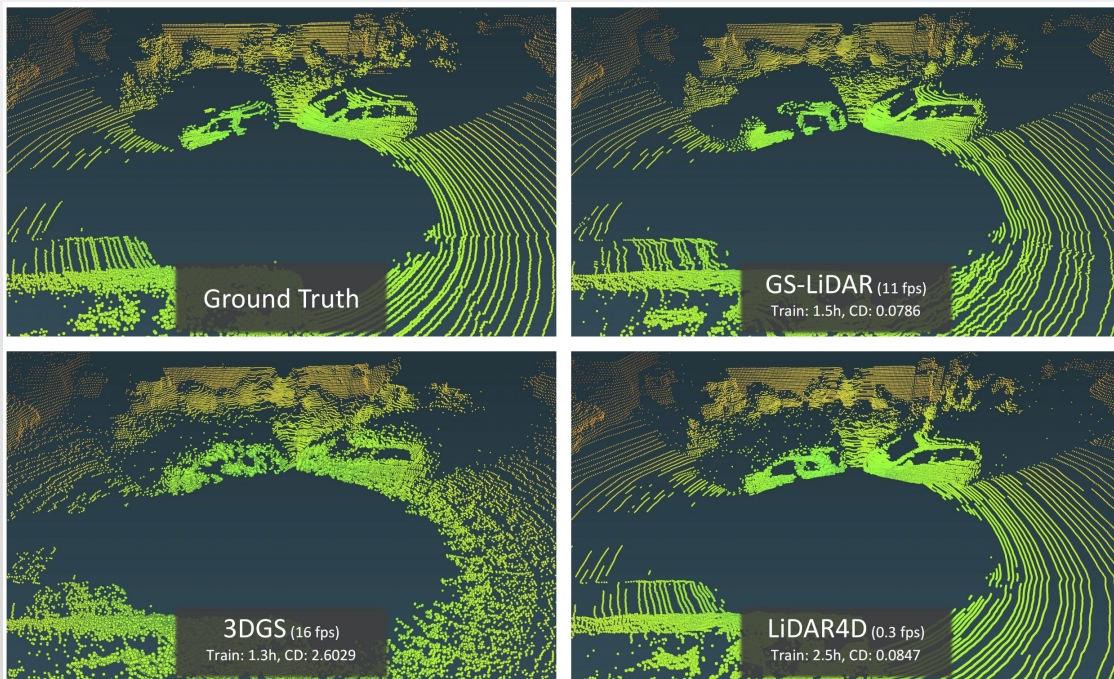 Ground Truth
GS-LiDAR (11 fps)
Train: 1.5h, CD: 0.0786
3DGS (16 fps)
Train: 1.3h, CD: 2.6029
LiDAR4D (0.3 fps)
Train: 2.5h, CD: 0.0847